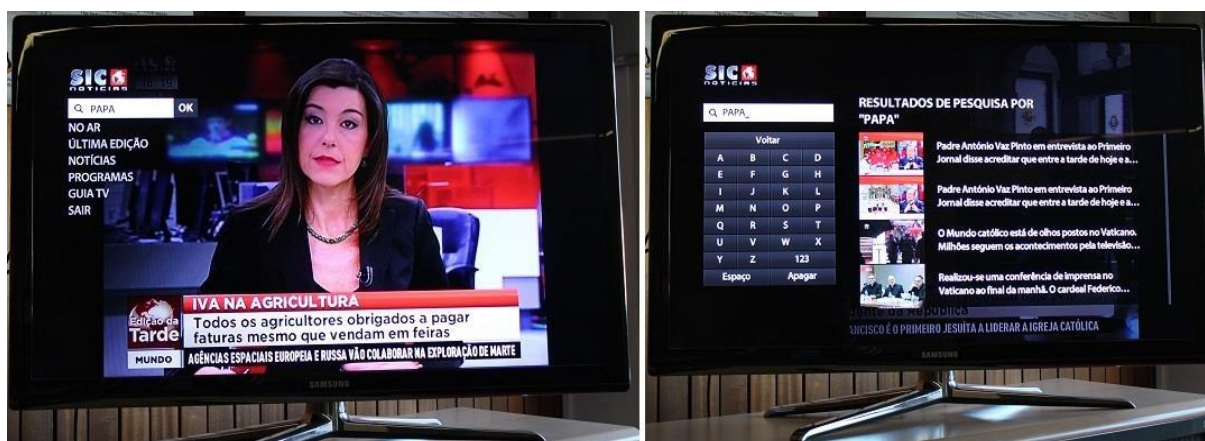 SIC
NOTÍCIAS
PAPA
OK
NO AR
ÚLTIMA EDIÇÃO
NOTÍCIAS
PROGRAMAS
GUIA TV
SAIR
IVA NA AGRICULTURA
Edição da
Tarde
Todos os agricultores obrigados a pagar
faturas mesmo que vendam em feiras
MUNDO
AGÊNCIAS ESPACIAIS EUROPEIA E RUSSA VÃO COLABORAR NA EXPLORAÇÃO DE MARTE
SAMSUNG
SIC
NOTÍCIAS
PAPA_
Voltar
A B C D
E F G H
I J K L
M N O P
Q R S T
U V W X
Y Z 123
Espaço Apagar
RESULTADOS DE PESQUISA POR
"PAPA"
Padre António Vaz Pinto em entrevista ao Primeiro
Jornal disse acreditar que entre a tarde de hoje e a...
Padre António Vaz Pinto em entrevista ao Primeiro
Jornal disse acreditar que entre a tarde de hoje e a...
O Mundo católico está de olhos postos no Vaticano.
Milhões seguem os acontecimentos pela televisão...
Realizou-se uma conferência de imprensa no
Vaticano ao final da manhã. O cardeal Federico...
da República
ANCISCO É O PRIMEIRO JESUÍTA A LIDERAR A IGREJA CATÓLICA
SAMSUNG